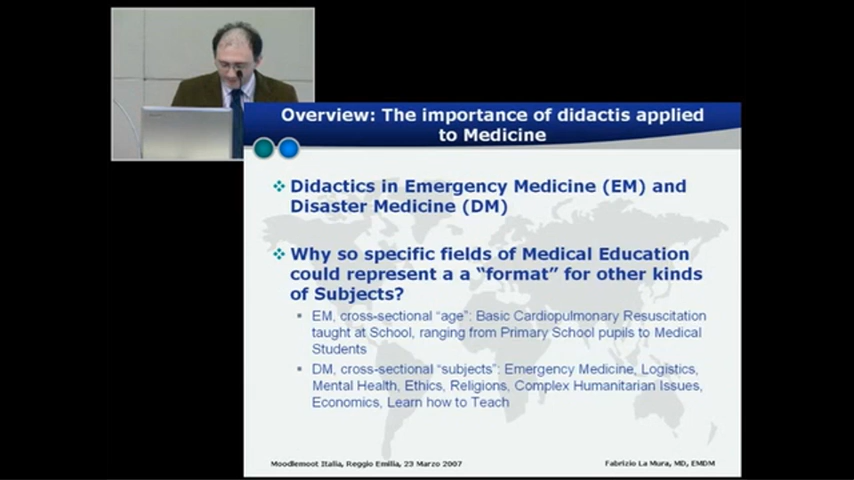 Overview: The importance of didactis applied
to Medicine
Didactics in Emergency Medicine (EM) and
Disaster Medicine (DM)
Why so specific fields of Medical Education
could represent a a “format” for other kinds
of Subjects?
EM, cross-sectional “age”: Basic Cardiopulmonary Resuscitation
taught at School, ranging from Primary School pupils to Medical
Students
DM, cross-sectional “subjects”: Emergency Medicine, Logistics,
Mental Health, Ethics, Religions, Complex Humanitarian Issues,
Economics, Learn how to Teach
Moodlemoot Italia, Reggio Emilia, 23 Marzo 2007
Fabrizio La Mura, MD, EMDM